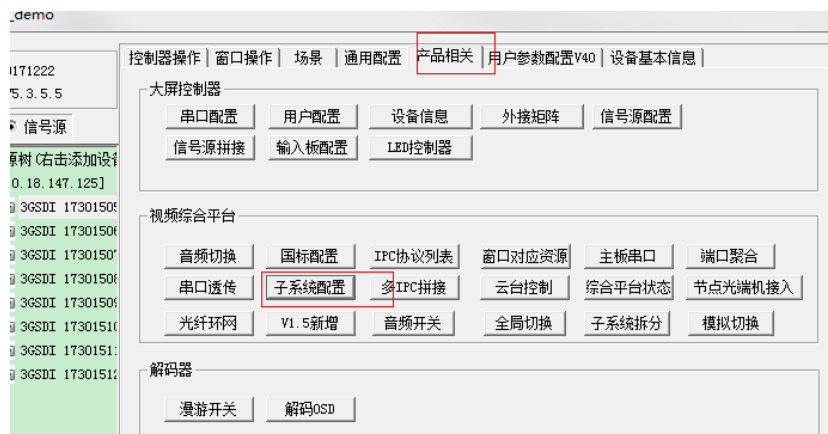 _demo
控制器操作 窗口操作 场景 通用配置 产品相关 用户参数配置V40 设备基本信息
0171222
5.3.5.5
信号源
源树(右击添加设备
0.18.147.125]
3GSDI 17301505
3GSDI 17301506
3GSDI 17301507
3GSDI 17301508
3GSDI 17301509
3GSDI 17301510
3GSDI 17301511
3GSDI 17301512
大屏控制器
串口配置 用户配置 设备信息 外接矩阵 信号源配置
信号源拼接 输入板配置 LED控制器
视频综合平台
音频切换 国标配置 IPC协议列表 窗口对应资源 主板串口 端口聚合
串口透传 子系统配置 多IPC拼接 云台控制 综合平台状态 节点光端机接入
光纤环网 V1.5新增 音频开关 全局切换 子系统拆分 模拟切换
解码器
漫游开关 解码OSD